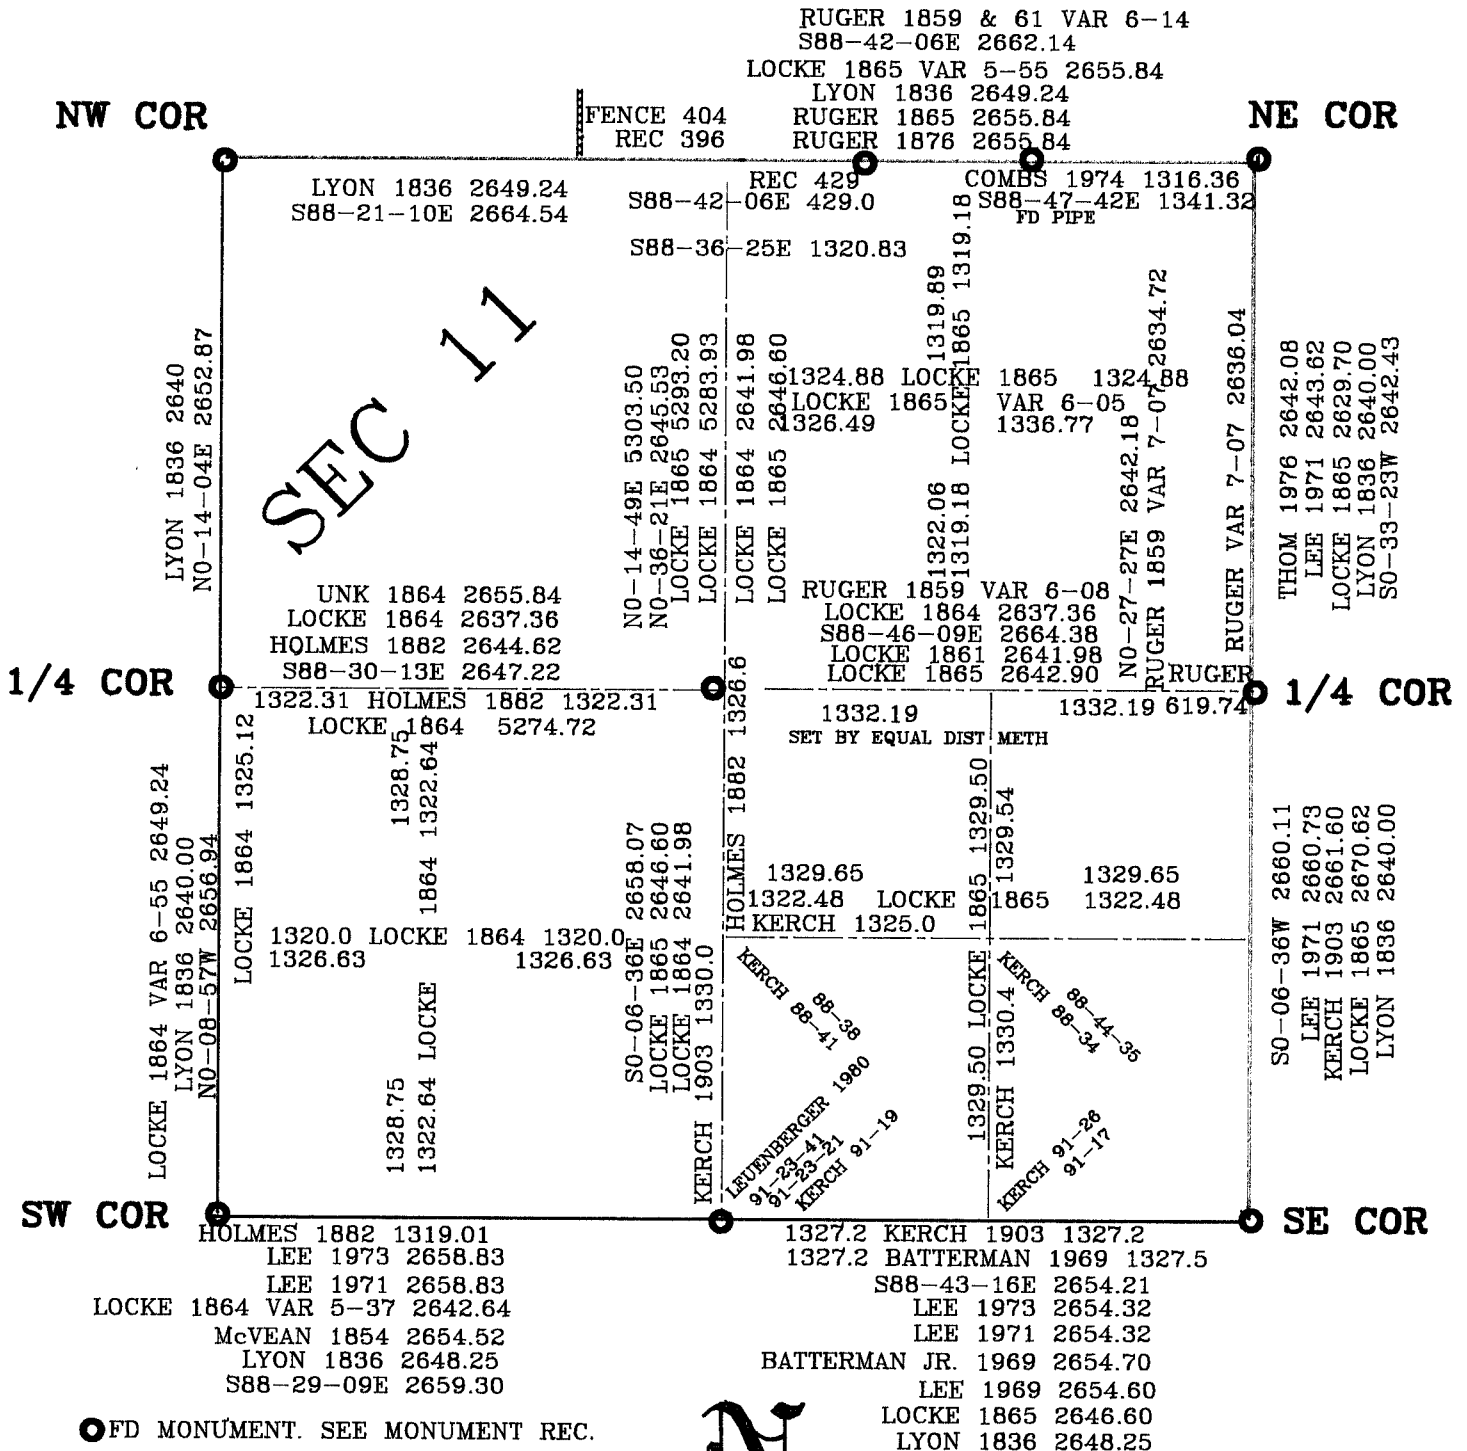 RUGER 1859 & 61 VAR 6-14
S88-42-06E 2662.14
LOCKE 1865 VAR 5-55 2655.84
LYON 1836 2649.24
RUGER 1865 2655.84
RUGER 1876 2655.84
NW COR
FENCE 404
REC 396
NE COR
LYON 1836 2649.24
S88-21-10E 2664.54
REC 429
S88-42-06E 429.0
COMBS 1974 1316.36
S88-47-42E 1341.32
FD PIPE
S88-36-25E 1320.83
SEC 11
LYON 1836 2640
N0-14-04E 2652.87
N0-14-49E 5303.50
N0-36-21E 2645.53
LOCKE 1865 5293.20
LOCKE 1864 5283.93
LOCKE 1864 2641.98
LOCKE 1865 2646.60
1322.06 1319.89
1319.18 LOCKE 1865 1319.18
1324.88 LOCKE 1865 1324.88
LOCKE 1865 VAR 6-05
1326.49 1336.77
N0-27-27E 2642.18
RUGER 1859 VAR 7-07 2634.72
RUGER VAR 7-07 2636.04
THOM 1976 2642.08
LEE 1971 2643.62
LOCKE 1865 2629.70
LYON 1836 2640.00
S0-33-23W 2642.43
UNK 1864 2655.84
LOCKE 1864 2637.36
HOLMES 1882 2644.62
S88-30-13E 2647.22
RUGER 1859 VAR 6-08
LOCKE 1864 2637.36
S88-46-09E 2664.38
LOCKE 1861 2641.98
LOCKE 1865 2642.90
RUGER
1/4 COR
1/4 COR
1322.31 HOLMES 1882 1322.31
LOCKE 1864 5274.72
1332.19 1332.19 619.74
SET BY EQUAL DIST METH
LOCKE 1864 VAR 6-55 2649.24
LYON 1836 2640.00
N0-08-57W 2656.94
LOCKE 1864 1325.12
1328.75 1328.75
1322.64 LOCKE 1864 1322.64
1320.0 LOCKE 1864 1320.0
1326.63 1326.63
S0-06-36E 2658.07
LOCKE 1865 2646.60
LOCKE 1864 2641.98
KERCH 1903 1330.0
HOLMES 1882 1326.6
1329.65 1329.65
1322.48 LOCKE 1865 1322.48
KERCH 1325.0
1329.50 LOCKE 1865 1329.50
KERCH 1330.4 1329.54
S0-06-36W 2660.11
LEE 1971 2660.73
KERCH 1903 2661.60
LOCKE 1865 2670.62
LYON 1836 2640.00
88-38
KERCH 88-41
88-44-35
KERCH 88-34
LEUENBERGER 1980
91-23-41
91-23-21
KERCH 91-19
KERCH 91-26
91-17
SW COR
SE COR
HOLMES 1882 1319.01
LEE 1973 2658.83
LEE 1971 2658.83
LOCKE 1864 VAR 5-37 2642.64
McVEAN 1854 2654.52
LYON 1836 2648.25
S88-29-09E 2659.30
1327.2 KERCH 1903 1327.2
1327.2 BATTERMAN 1969 1327.5
S88-43-16E 2654.21
LEE 1973 2654.32
LEE 1971 2654.32
BATTERMAN JR. 1969 2654.70
LEE 1969 2654.60
LOCKE 1865 2646.60
LYON 1836 2648.25
FD MONUMENT. SEE MONUMENT REC.
N